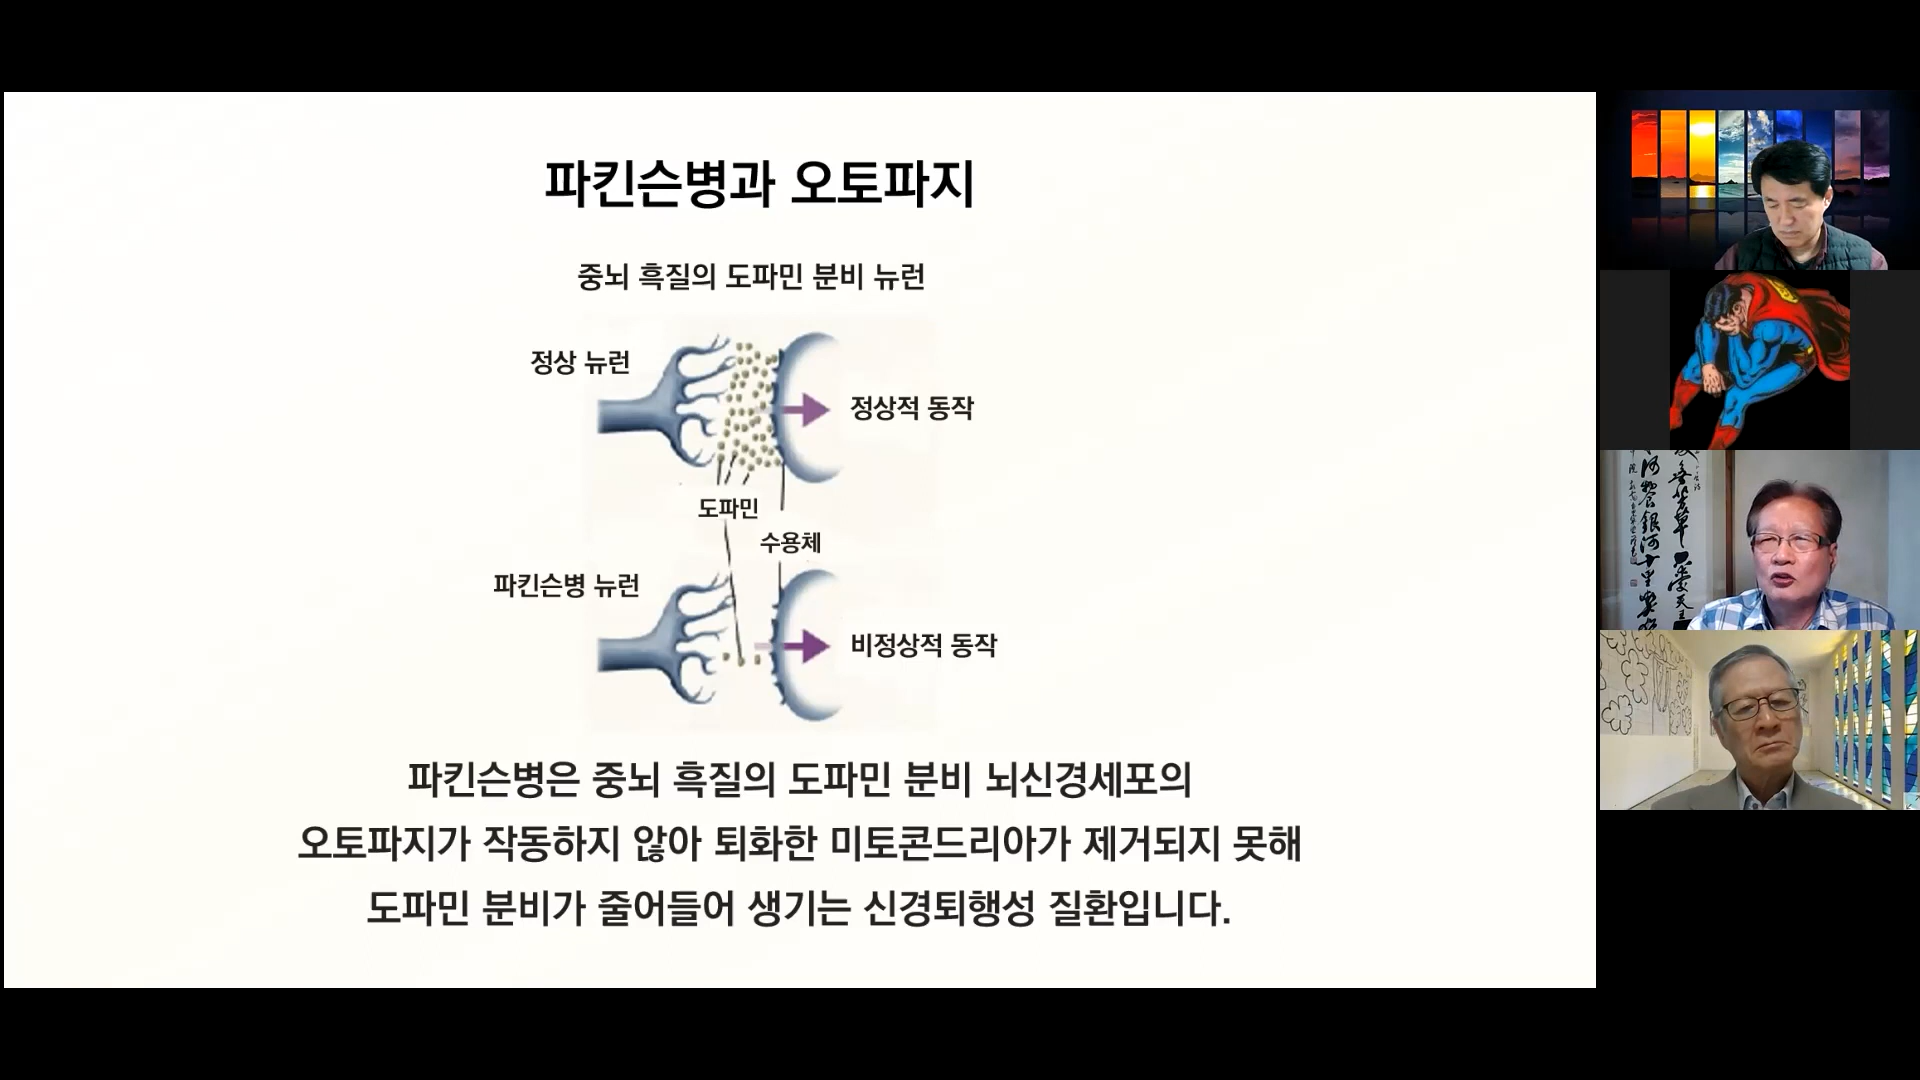 파킨슨병과 오토파지
중뇌 흑질의 도파민 분비 뉴런
정상 뉴런
정상적 동작
도파민
수용체
파킨슨병 뉴런
비정상적 동작
파킨슨병은 중뇌 흑질의 도파민 분비 뇌신경세포의
오토파지가 작동하지 않아 퇴화한 미토콘드리아가 제거되지 못해
도파민 분비가 줄어들어 생기는 신경퇴행성 질환입니다.